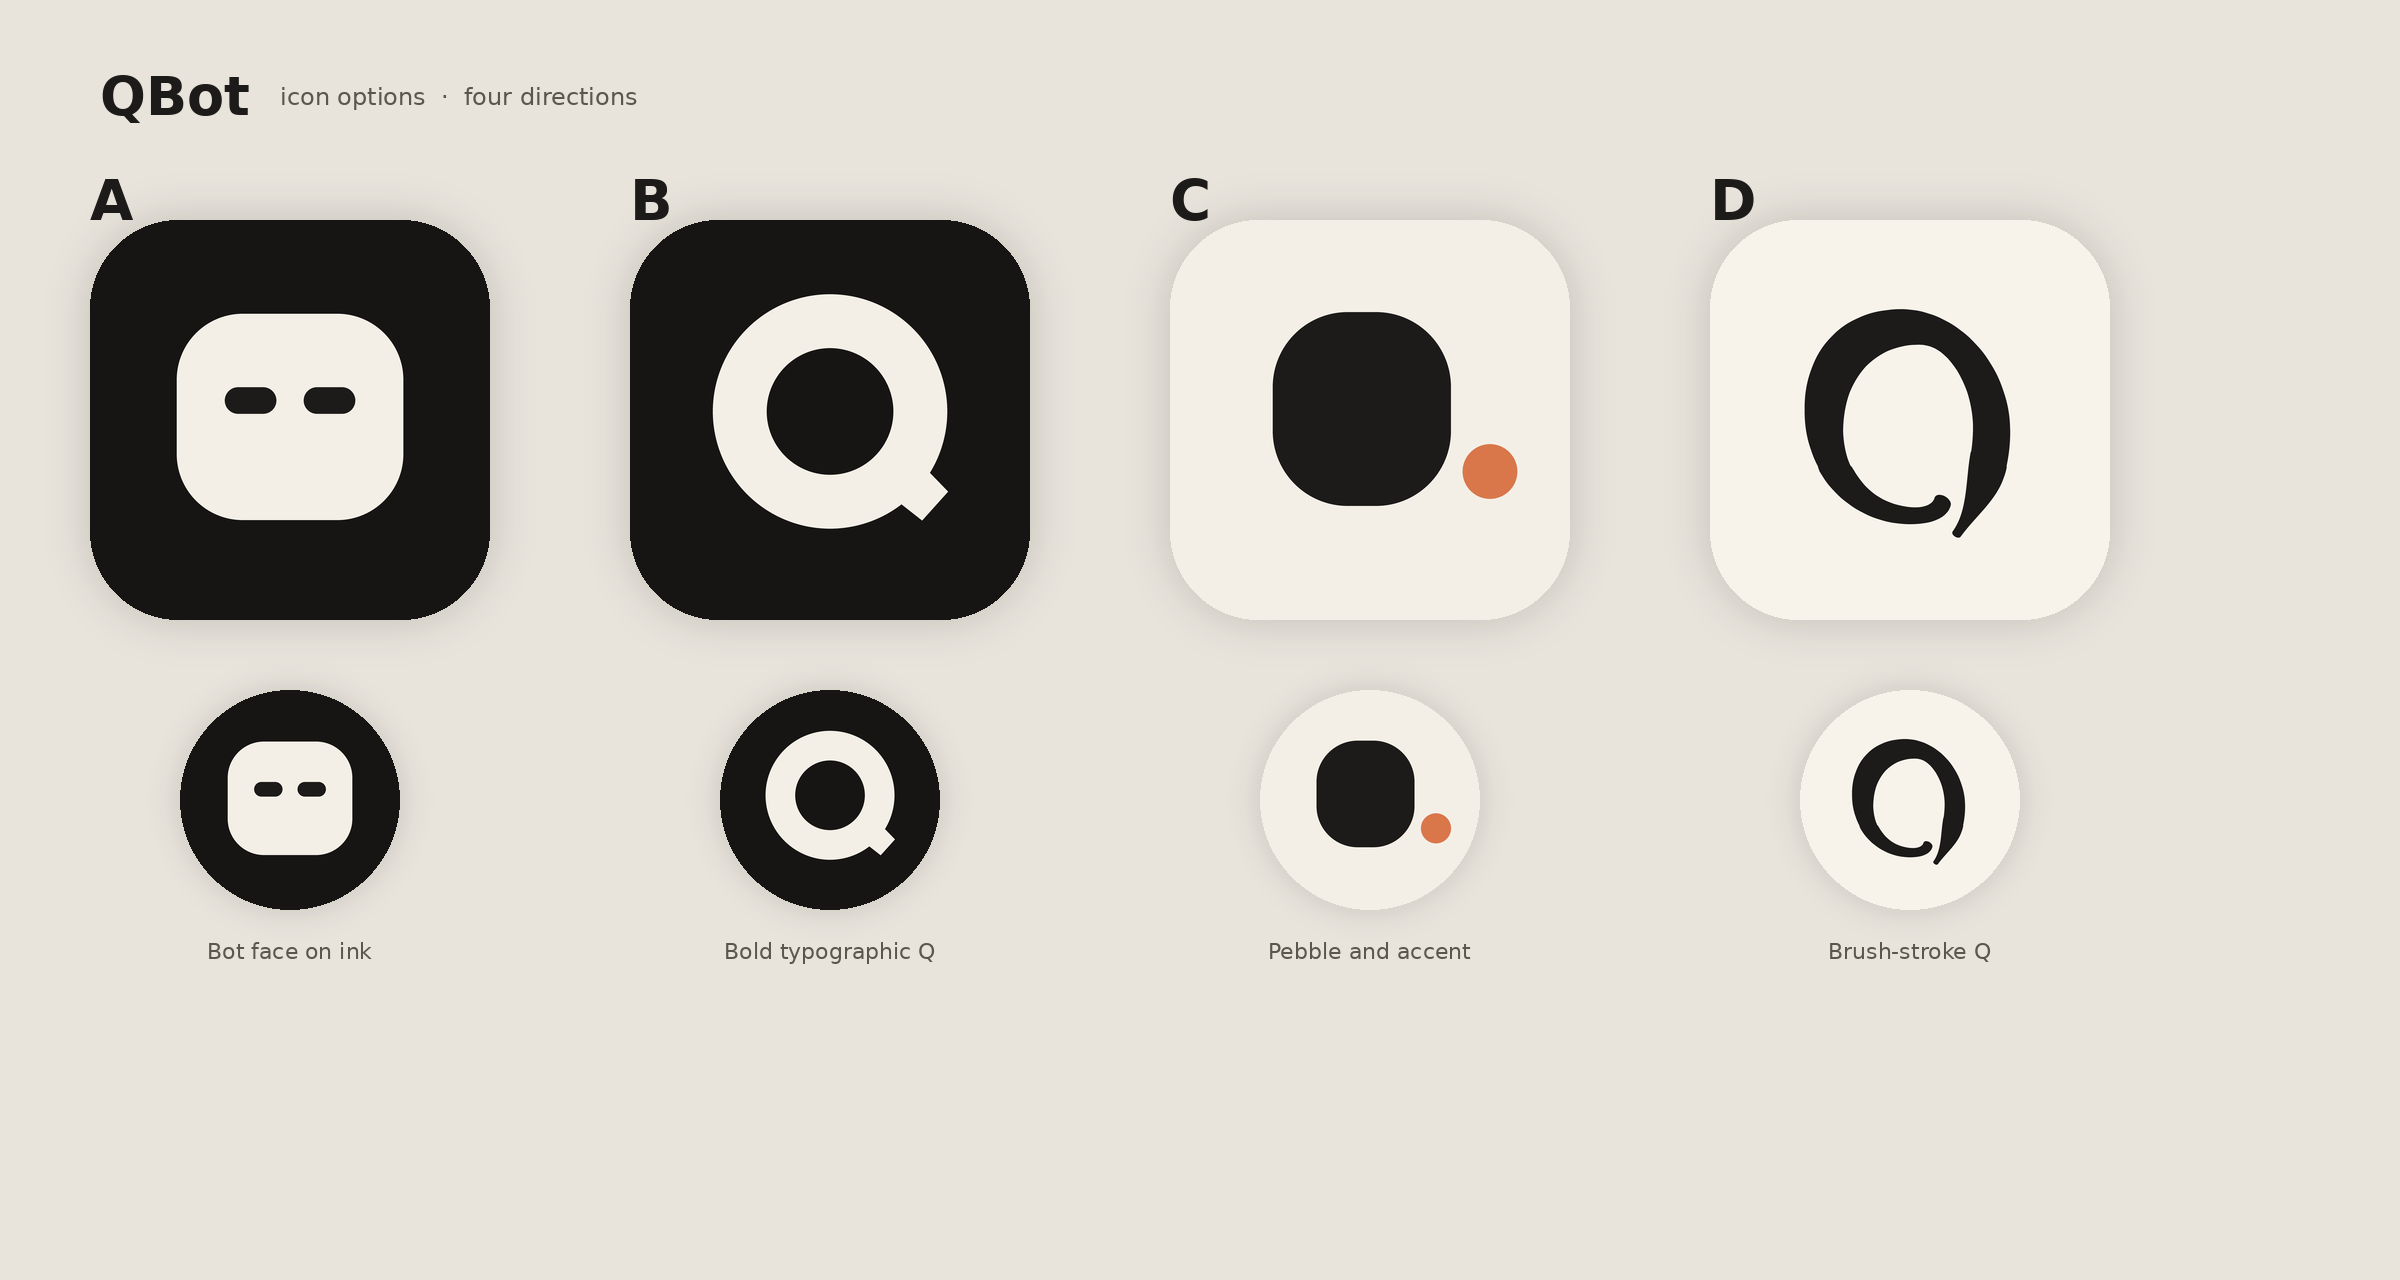 QBot icon options · four directions
A B C D
Q Q
Q Q
Bot face on ink Bold typographic Q Pebble and accent Brush-stroke Q